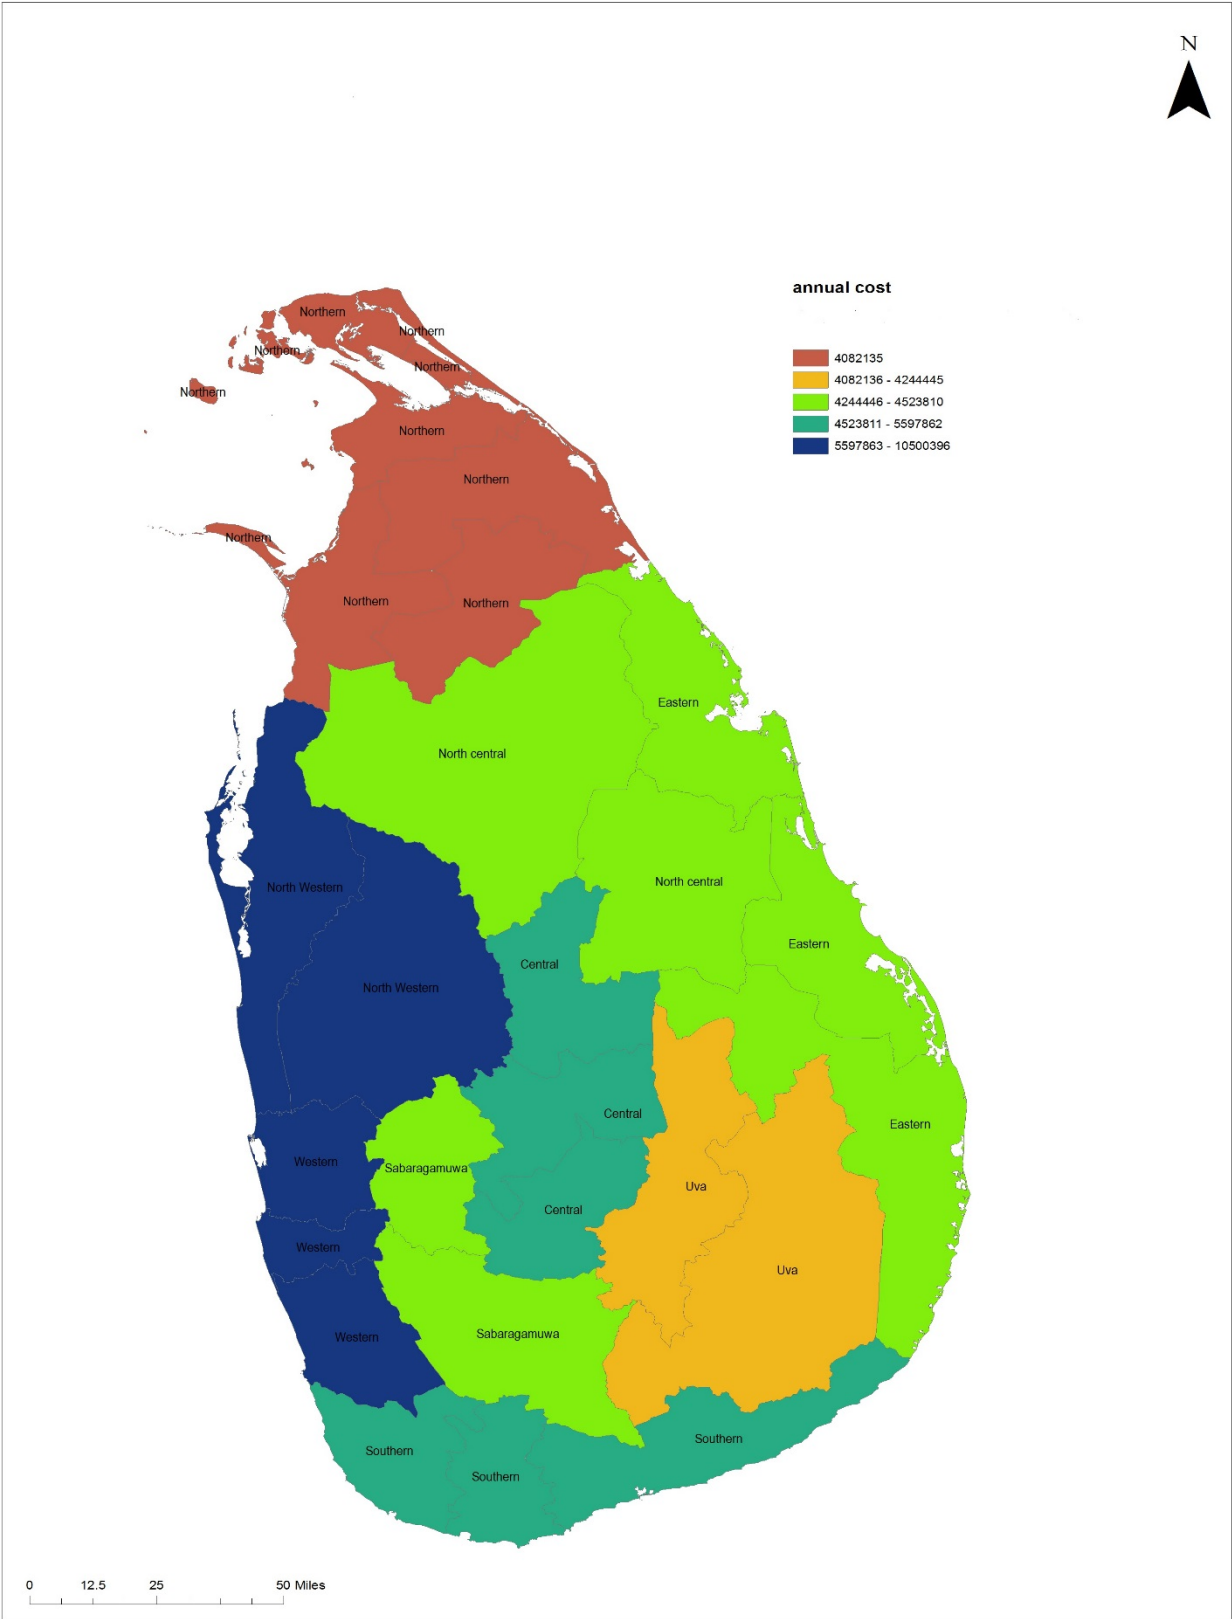 N
annual cost
4082135
4082136 - 4244445
4244446 - 4523810
4523811 - 5597862
5597863 - 10500396
Northern
Northern
Northern
Northern
Northern
Northern
Northern
Northern
Northern
Northern
Eastern
North central
North central
North Western
Eastern
Central
North Western
Central
Eastern
Western
Sabaragamuwa
Uva
Central
Western
Uva
Sabaragamuwa
Western
Southern
Southern
Southern
0 12.5 25 50 Miles